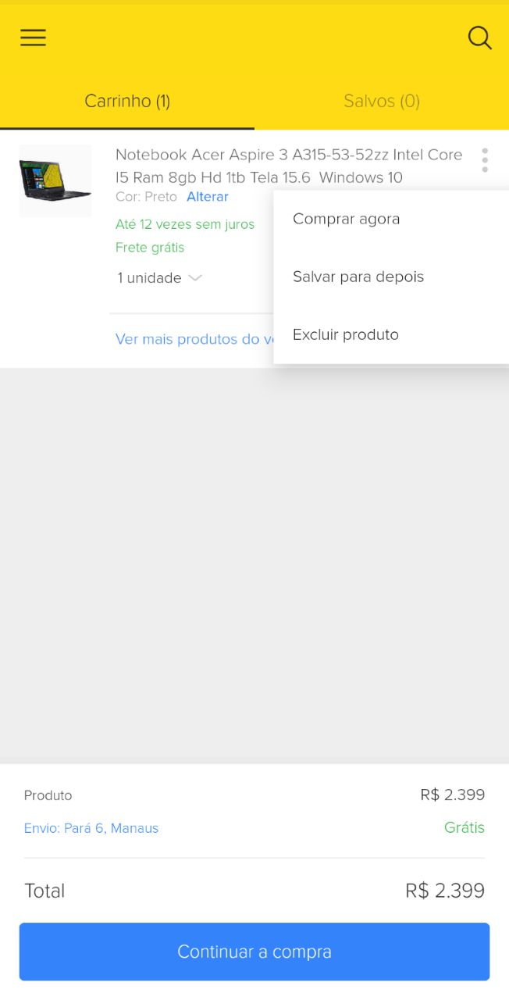 Carrinho (1)
Salvos (0)
Notebook Acer Aspire 3 A315-53-52zz Intel Core
I5 Ram 8gb Hd 1tb Tela 15.6 Windows 10
Cor: Preto Alterar
Até 12 vezes sem juros
Frete grátis
1 unidade
Ver mais produtos do
Comprar agora
Salvar para depois
Excluir produto
Produto R$ 2.399
Envio: Pará 6, Manaus Grátis
Total R$ 2.399
Continuar a compra